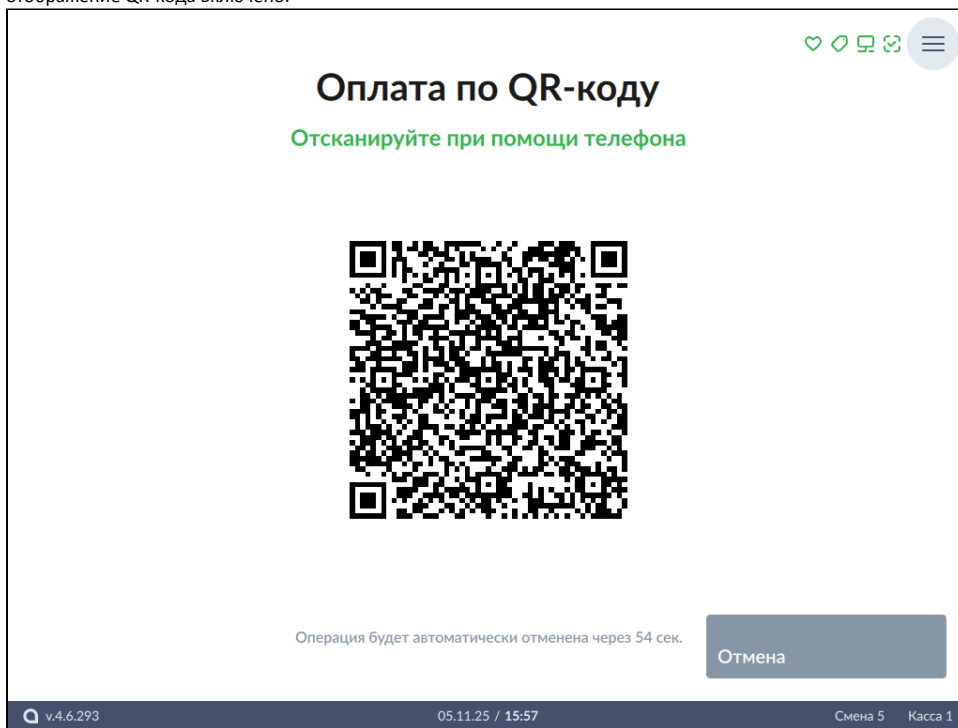 отображение QR-кода включено:
Оплата по QR-коду
Отсканируйте при помощи телефона
Операция будет автоматически отменена через 54 сек.
Отмена
v.4.6.293
05.11.25 / 15:57
Смена 5 Касса 1